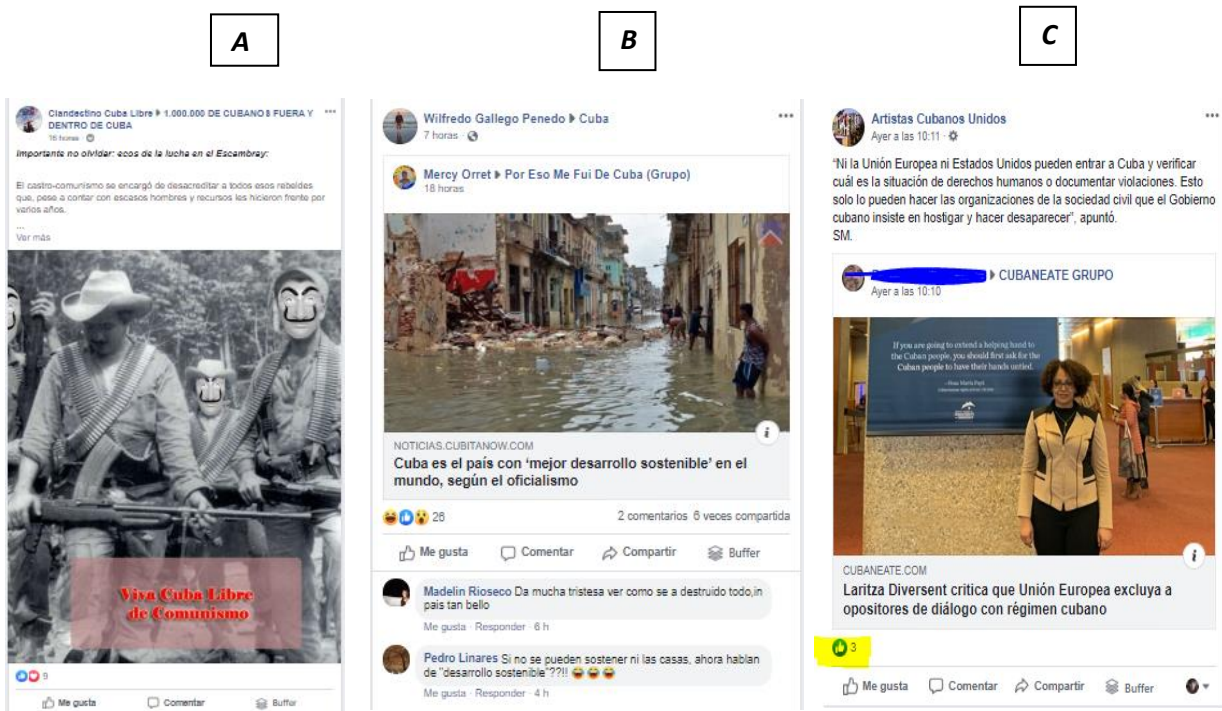 A
B
C
Clandestino Cuba Libre 1.000.000 DE CUBANOS FUERA Y
DENTRO DE CUBA
16 horas
Importante no olvidar: ecos de la lucha en el Escambray:
El castro-comunismo se encargó de desacreditar a todos esos rebeldes
que, pese a contar con escasos hombres y recursos les hicieron frente por
varios años.
...
Ver más
Viva Cuba Libre
de Comunismo
9
Me gusta Comentar Buffer
Wilfredo Gallego Penedo Cuba
7 horas
Mercy Orret Por Eso Me Fui De Cuba (Grupo)
18 horas
NOTICIAS.CUBITANOW.COM
Cuba es el país con ‘mejor desarrollo sostenible’ en el
mundo, según el oficialismo
26 2 comentarios 6 veces compartida
Me gusta Comentar Compartir Buffer
Madelin Rioseco Da mucha tristesa ver como se a destruido todo,in
pais tan bello
Me gusta · Responder · 6 h
Pedro Linares Si no se pueden sostener ni las casas, ahora hablan
de "desarrollo sostenible"??!! 😂😂😂
Me gusta · Responder · 4 h
Artistas Cubanos Unidos
Ayer a las 10:11
“Ni la Unión Europea ni Estados Unidos pueden entrar a Cuba y verificar
cuál es la situación de derechos humanos o documentar violaciones. Esto
solo lo pueden hacer las organizaciones de la sociedad civil que el Gobierno
cubano insiste en hostigar y hacer desaparecer”, apuntó.
SM.
CUBANEATE GRUPO
Ayer a las 10:10
If you are going to extend a helping hand to
the Cuban people, you should first ask for the
Cuban people to have their hands untied.
CUBANEATE.COM
Laritza Diversent critica que Unión Europea excluya a
opositores de diálogo con régimen cubano
3
Me gusta Comentar Compartir Buffer